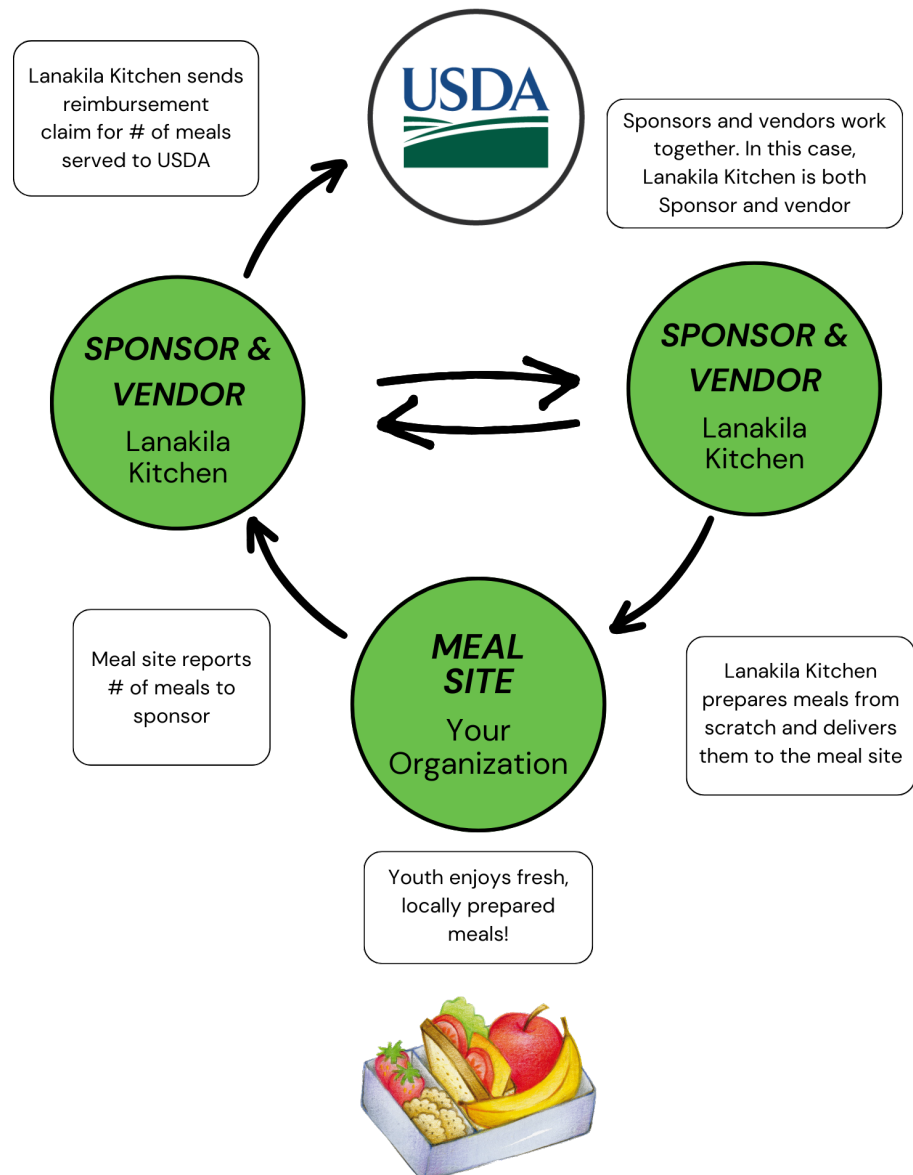 Lanakila Kitchen sends
reimbursement
claim for # of meals
served to USDA
USDA
Sponsors and vendors work
together. In this case,
Lanakila Kitchen is both
Sponsor and vendor
SPONSOR &
VENDOR
Lanakila
Kitchen
SPONSOR &
VENDOR
Lanakila
Kitchen
Meal site reports
# of meals to
sponsor
MEAL
SITE
Your
Organization
Lanakila Kitchen
prepares meals from
scratch and delivers
them to the meal site
Youth enjoys fresh,
locally prepared
meals!